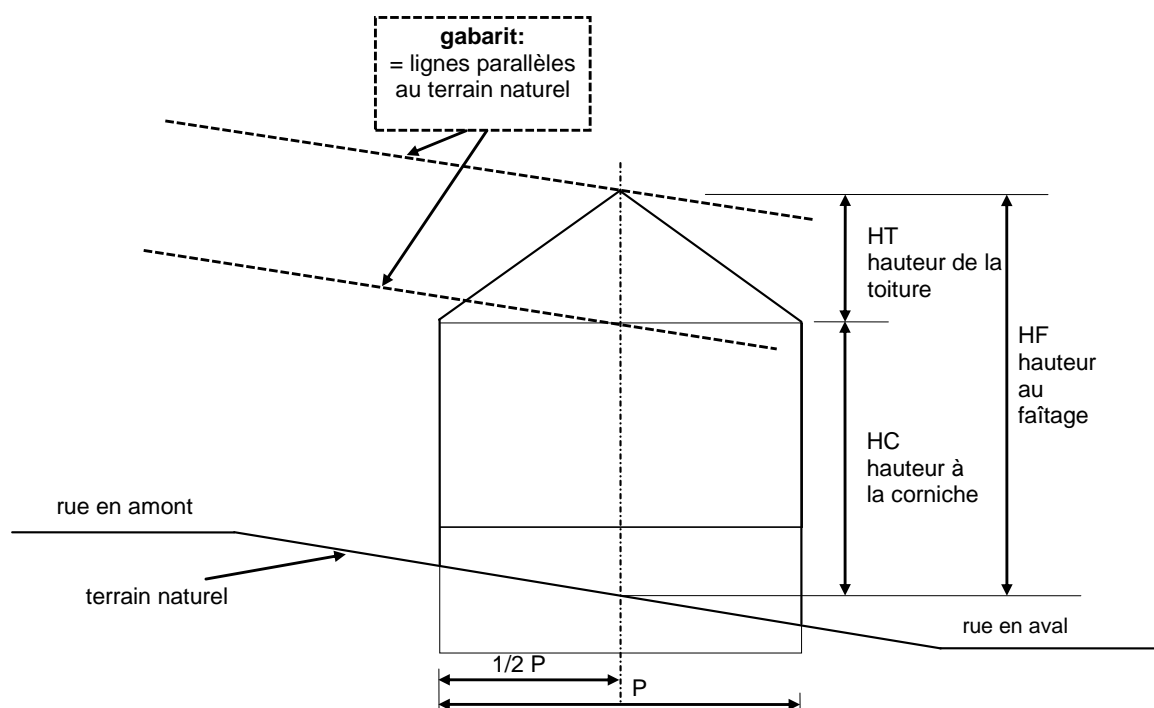 gabarit:
= lignes parallèles
au terrain naturel
HT
hauteur de la
toiture
HF
hauteur
au
faîtage
HC
hauteur à
la corniche
rue en amont
terrain naturel
rue en aval
1/2 P
P